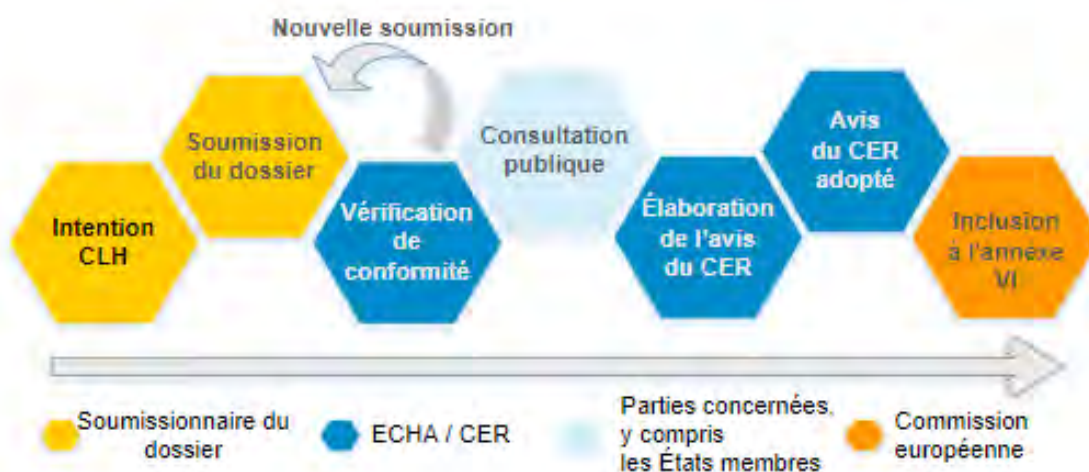 Nouvelle soumission
Intention
CLH
Soumission
du dossier
Vérification
de
conformité
Consultation
publique
Élaboration
de l'avis
du CER
Avis
du CER
adopté
Inclusion
à l'annexe
VI
Soumissionnaire du
dossier
ECHA / CER
Parties concernées,
y compris
les États membres
Commission
européenne